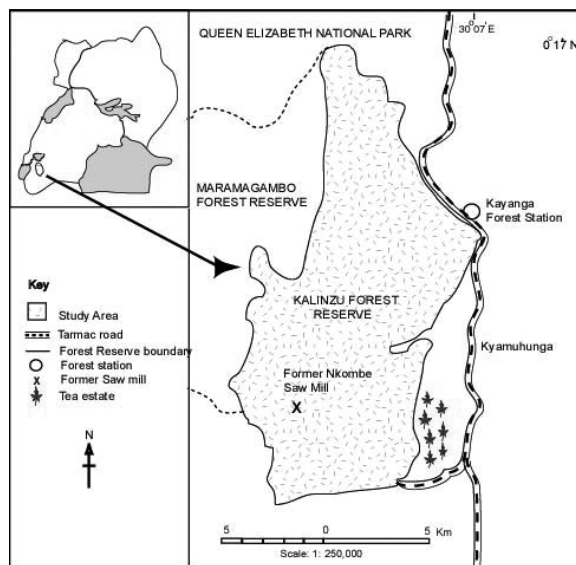 QUEEN ELIZABETH NATIONAL PARK
30° 07' E
0° 17' N
MARAMAGAMBO
FOREST RESERVE
Kayanga
Forest Station
KALINZU FOREST
RESERVE
Kyamuhunga
Former Nkombe
Saw Mill
X
Key
Study Area
Tarmac road
Forest Reserve boundary
Forest station
x Former Saw mill
Tea estate
N
5 0 5 Km
Scale: 1: 250,000